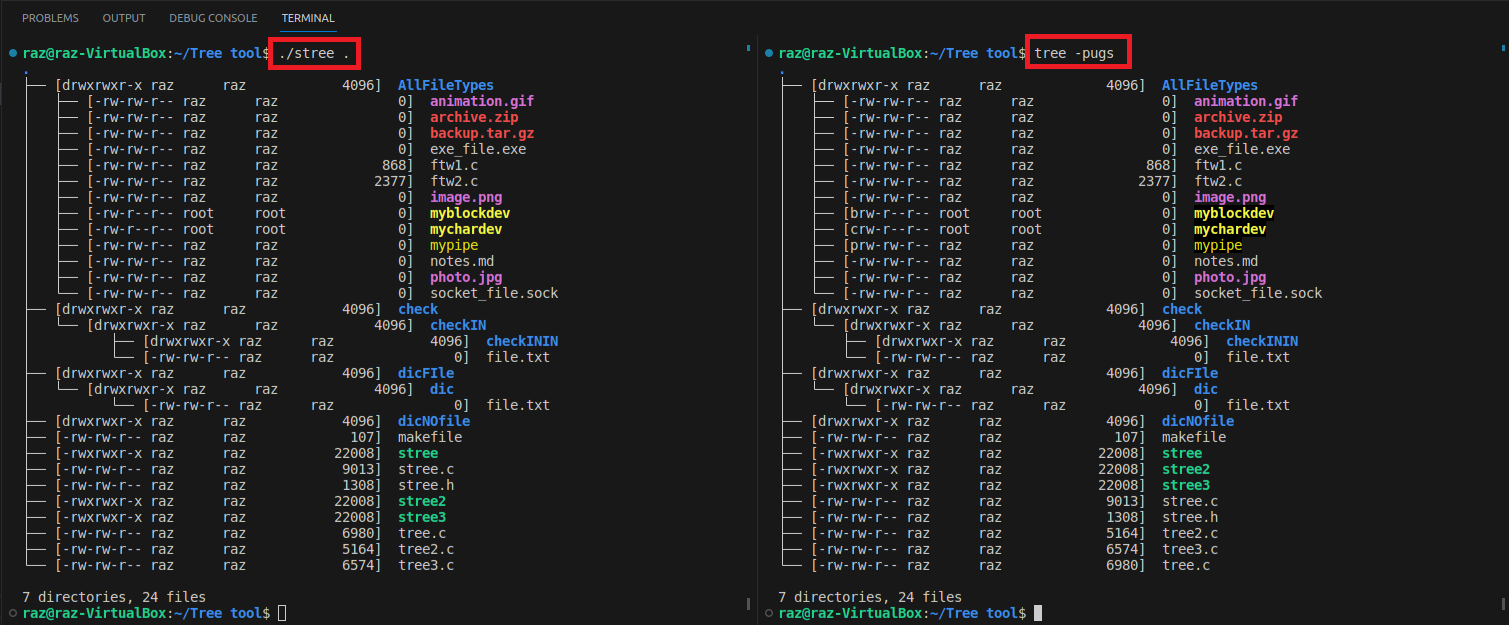 PROBLEMS OUTPUT DEBUG CONSOLE TERMINAL
raz@raz-VirtualBox:~/Tree tool$ ./stree .
.
├── [drwxrwxr-x raz      raz            4096]  AllFileTypes
│   ├── [-rw-rw-r-- raz      raz               0]  animation.gif
│   ├── [-rw-rw-r-- raz      raz               0]  archive.zip
│   ├── [-rw-rw-r-- raz      raz               0]  backup.tar.gz
│   ├── [-rw-rw-r-- raz      raz               0]  exe_file.exe
│   ├── [-rw-rw-r-- raz      raz             868]  ftw1.c
│   ├── [-rw-rw-r-- raz      raz            2377]  ftw2.c
│   ├── [-rw-rw-r-- raz      raz               0]  image.png
│   ├── [-rw-r--r-- root     root              0]  myblockdev
│   ├── [-rw-r--r-- root     root              0]  mychardev
│   ├── [-rw-rw-r-- raz      raz               0]  mypipe
│   ├── [-rw-rw-r-- raz      raz               0]  notes.md
│   ├── [-rw-rw-r-- raz      raz               0]  photo.jpg
│   └── [-rw-rw-r-- raz      raz               0]  socket_file.sock
├── [drwxrwxr-x raz      raz            4096]  check
│   └── [drwxrwxr-x raz      raz            4096]  checkIN
│          ├── [drwxrwxr-x raz      raz            4096]  checkININ
│          └── [-rw-rw-r-- raz      raz               0]  file.txt
├── [drwxrwxr-x raz      raz            4096]  dicFIle
│   └── [drwxrwxr-x raz      raz            4096]  dic
│          └── [-rw-rw-r-- raz      raz               0]  file.txt
├── [drwxrwxr-x raz      raz            4096]  dicNOfile
├── [-rw-rw-r-- raz      raz             107]  makefile
├── [-rwxrwxr-x raz      raz           22008]  stree
├── [-rw-rw-r-- raz      raz            9013]  stree.c
├── [-rw-rw-r-- raz      raz            1308]  stree.h
├── [-rwxrwxr-x raz      raz           22008]  stree2
├── [-rwxrwxr-x raz      raz           22008]  stree3
├── [-rw-rw-r-- raz      raz            6980]  tree.c
├── [-rw-rw-r-- raz      raz            5164]  tree2.c
└── [-rw-rw-r-- raz      raz            6574]  tree3.c
7 directories, 24 files
raz@raz-VirtualBox:~/Tree tool$
raz@raz-VirtualBox:~/Tree tool$ tree -pugs
.
├── [drwxrwxr-x raz      raz            4096]  AllFileTypes
│   ├── [-rw-rw-r-- raz      raz               0]  animation.gif
│   ├── [-rw-rw-r-- raz      raz               0]  archive.zip
│   ├── [-rw-rw-r-- raz      raz               0]  backup.tar.gz
│   ├── [-rw-rw-r-- raz      raz               0]  exe_file.exe
│   ├── [-rw-rw-r-- raz      raz             868]  ftw1.c
│   ├── [-rw-rw-r-- raz      raz            2377]  ftw2.c
│   ├── [-rw-rw-r-- raz      raz               0]  image.png
│   ├── [brw-r--r-- root     root              0]  myblockdev
│   ├── [crw-r--r-- root     root              0]  mychardev
│   ├── [prw-rw-r-- raz      raz               0]  mypipe
│   ├── [-rw-rw-r-- raz      raz               0]  notes.md
│   ├── [-rw-rw-r-- raz      raz               0]  photo.jpg
│   └── [-rw-rw-r-- raz      raz               0]  socket_file.sock
├── [drwxrwxr-x raz      raz            4096]  check
│   └── [drwxrwxr-x raz      raz            4096]  checkIN
│       ├── [drwxrwxr-x raz      raz            4096]  checkININ
│       └── [-rw-rw-r-- raz      raz               0]  file.txt
├── [drwxrwxr-x raz      raz            4096]  dicFIle
│   └── [drwxrwxr-x raz      raz            4096]  dic
│       └── [-rw-rw-r-- raz      raz               0]  file.txt
├── [drwxrwxr-x raz      raz            4096]  dicNOfile
├── [-rw-rw-r-- raz      raz             107]  makefile
├── [-rwxrwxr-x raz      raz           22008]  stree
├── [-rwxrwxr-x raz      raz           22008]  stree2
├── [-rwxrwxr-x raz      raz           22008]  stree3
├── [-rw-rw-r-- raz      raz            9013]  stree.c
├── [-rw-rw-r-- raz      raz            1308]  stree.h
├── [-rw-rw-r-- raz      raz            5164]  tree2.c
├── [-rw-rw-r-- raz      raz            6574]  tree3.c
└── [-rw-rw-r-- raz      raz            6980]  tree.c
7 directories, 24 files
raz@raz-VirtualBox:~/Tree tool$